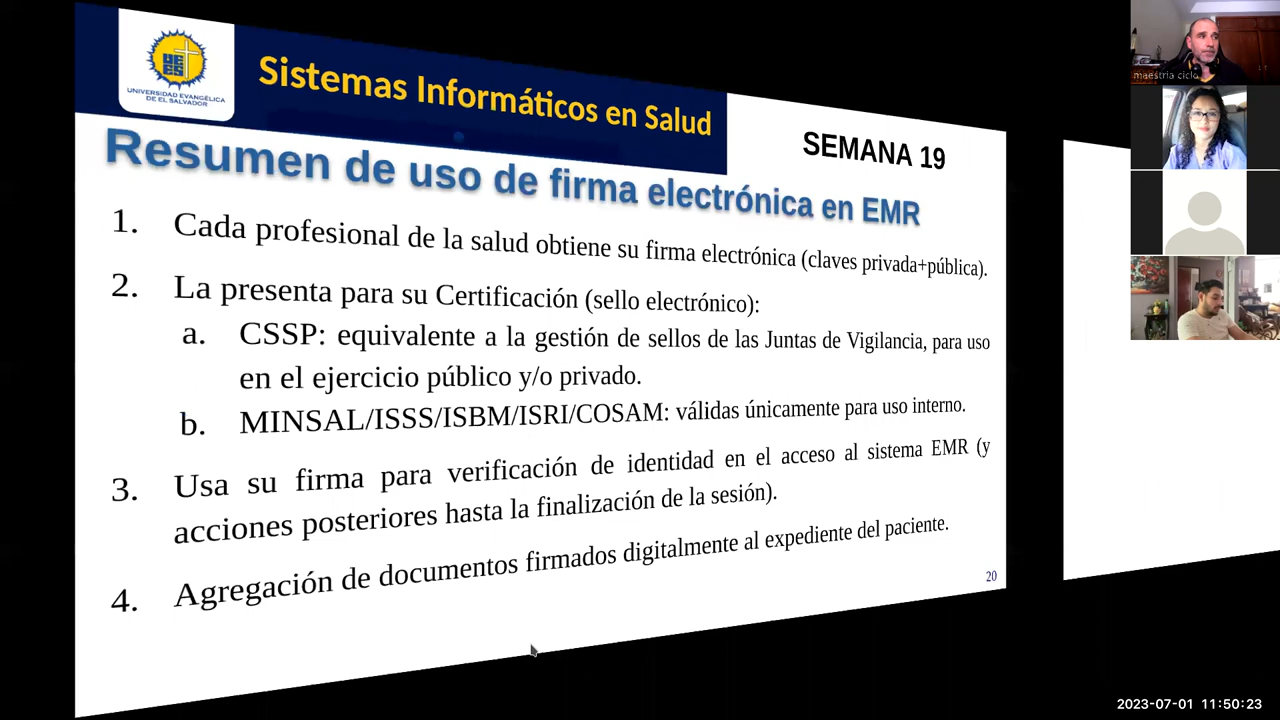 UEES
UNIVERSIDAD EVANGÉLICA
DE EL SALVADOR
Sistemas Informáticos en Salud
SEMANA 19
Resumen de uso de firma electrónica en EMR
1. Cada profesional de la salud obtiene su firma electrónica (claves privada+pública).
2. La presenta para su Certificación (sello electrónico):
a. CSSP: equivalente a la gestión de sellos de las Juntas de Vigilancia, para uso
en el ejercicio público y/o privado.
b. MINSAL/ISSS/ISBM/ISRI/COSAM: válidas únicamente para uso interno.
3. Usa su firma para verificación de identidad en el acceso al sistema EMR (y
acciones posteriores hasta la finalización de la sesión).
4. Agregación de documentos firmados digitalmente al expediente del paciente.
20
maestria ciclo
2023-07-01 11:50:23